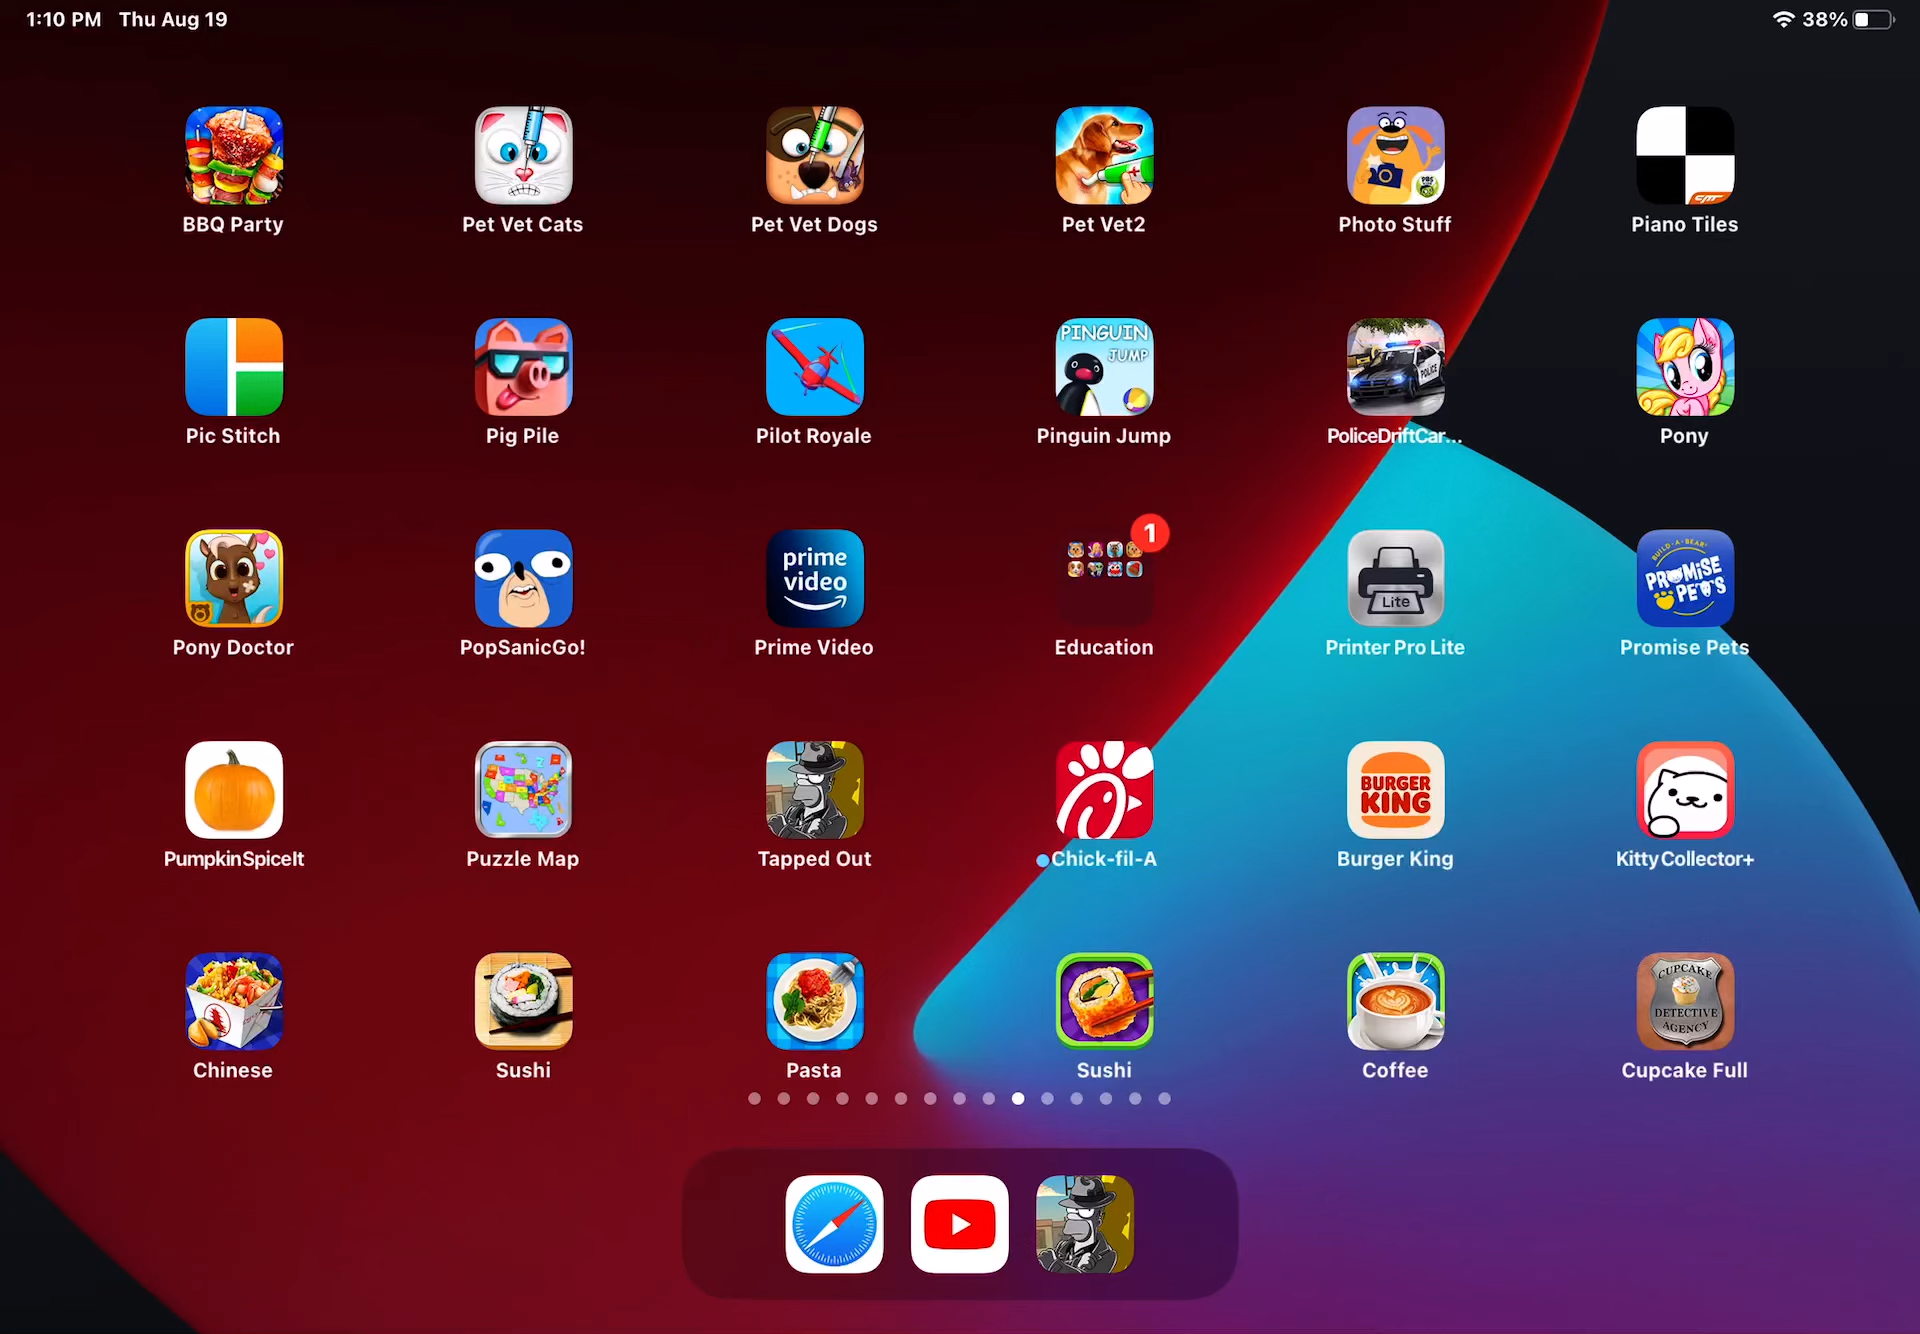 1:10 PM Thu Aug 19
38%
BBQ Party
Pet Vet Cats
Pet Vet Dogs
Pet Vet2
PBS
Photo Stuff
Piano Tiles
Pic Stitch
Pig Pile
Pilot Royale
PINGUIN
JUMP
Pinguin Jump
POLICE
PoliceDriftCar...
Pony
Pony Doctor
PopSanicGo!
prime
video
Prime Video
1
Education
Lite
Printer Pro Lite
BUILD-A-BEAR
PROMiSE
PETS
Promise Pets
PumpkinSpiceIt
Puzzle Map
Tapped Out
Chick-fil-A
BURGER
KING
Burger King
KittyCollector+
Chinese
Sushi
Pasta
Sushi
Coffee
CUPCAKE
DETECTIVE
AGENCY
Cupcake Full